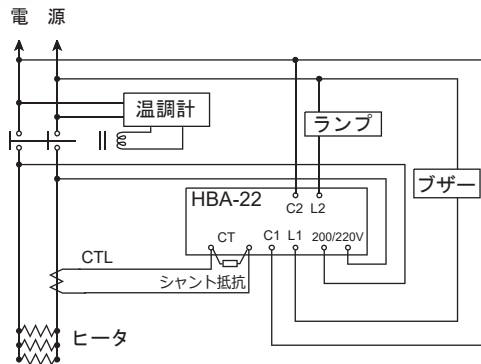 電 源
温調計
ランプ
ブザー
HBA-22
C2 L2
CT C1 L1 200/220V
CTL
シャント抵抗
ヒータ